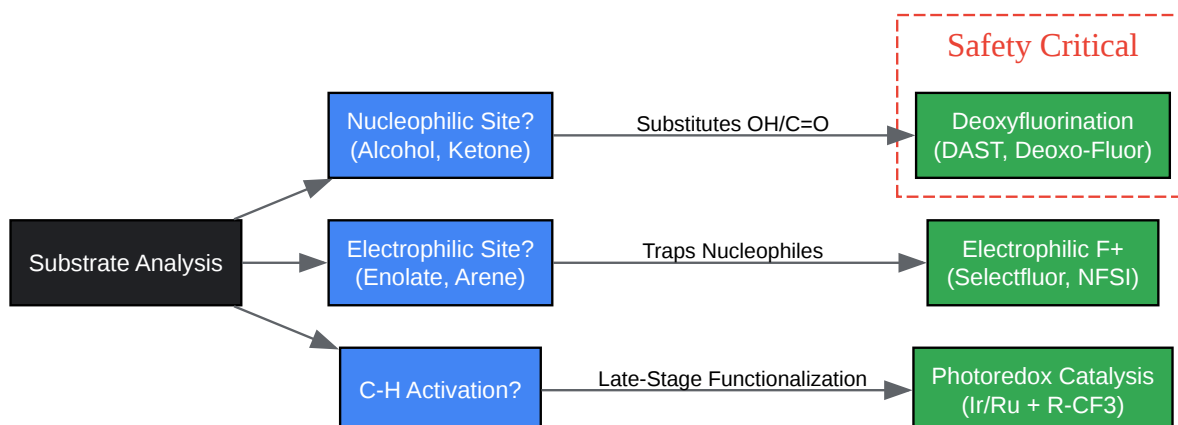 Safety Critical
Nucleophilic Site?
(Alcohol, Ketone)
Substitutes OH/C=O
Deoxyfluorination
(DAST, Deoxo-Fluor)
Substrate Analysis
Electrophilic Site?
(Enolate, Arene)
Traps Nucleophiles
Electrophilic F+
(Selectfluor, NFSI)
C-H Activation?
Late-Stage Functionalization
Photoredox Catalysis
(Ir/Ru + R-CF3)